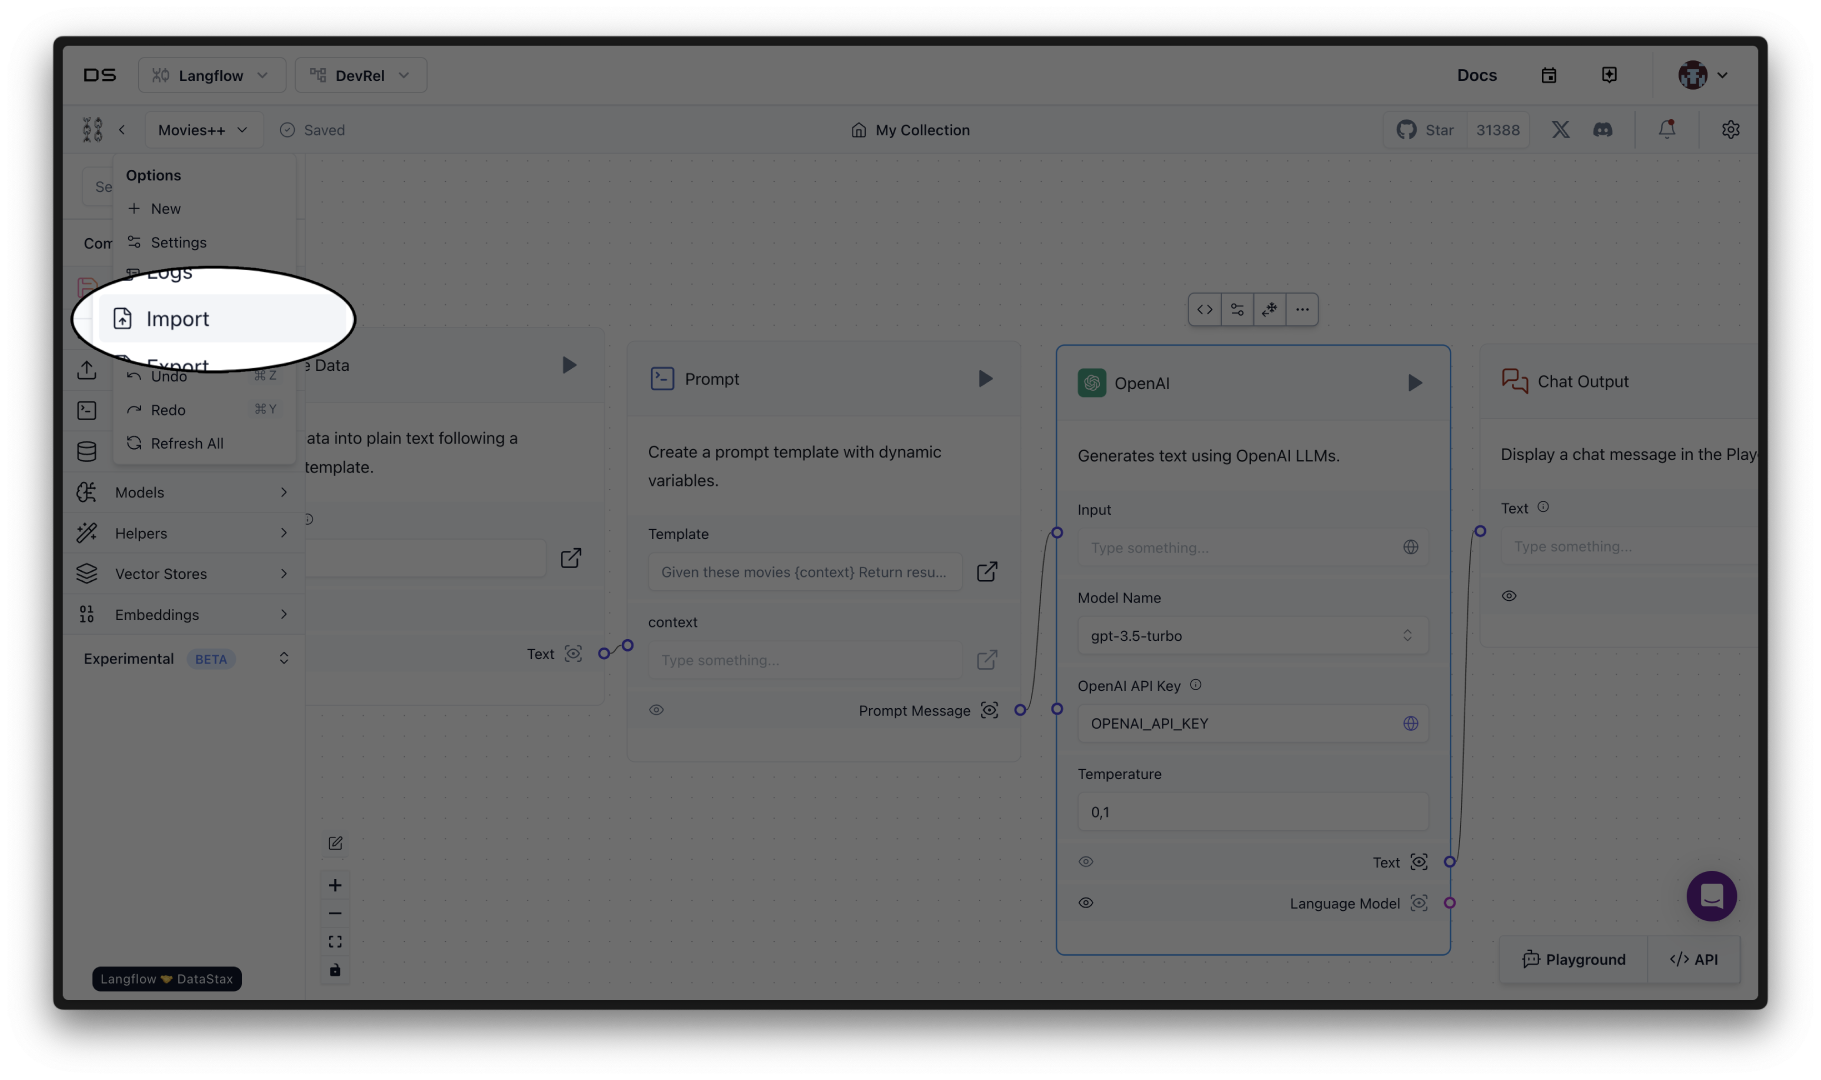 DS
Langflow
DevRel
Docs
Movies++
Saved
My Collection
Star
31388
Se
Options
New
Settings
Com
Logs
Import
Export
Undo
⌘ Z
Redo
⌘ Y
Refresh All
Models
Helpers
Vector Stores
Embeddings
Experimental
BETA
Langflow 🤝 DataStax
e Data
ata into plain text following a
template.
Text
Prompt
Create a prompt template with dynamic
variables.
Template
Given these movies {context} Return resu...
context
Type something...
Prompt Message
OpenAI
Generates text using OpenAI LLMs.
Input
Type something...
Model Name
gpt-3.5-turbo
OpenAI API Key
OPENAI_API_KEY
Temperature
0,1
Text
Language Model
Chat Output
Display a chat message in the Play
Text
Type something...
Playground
</> API